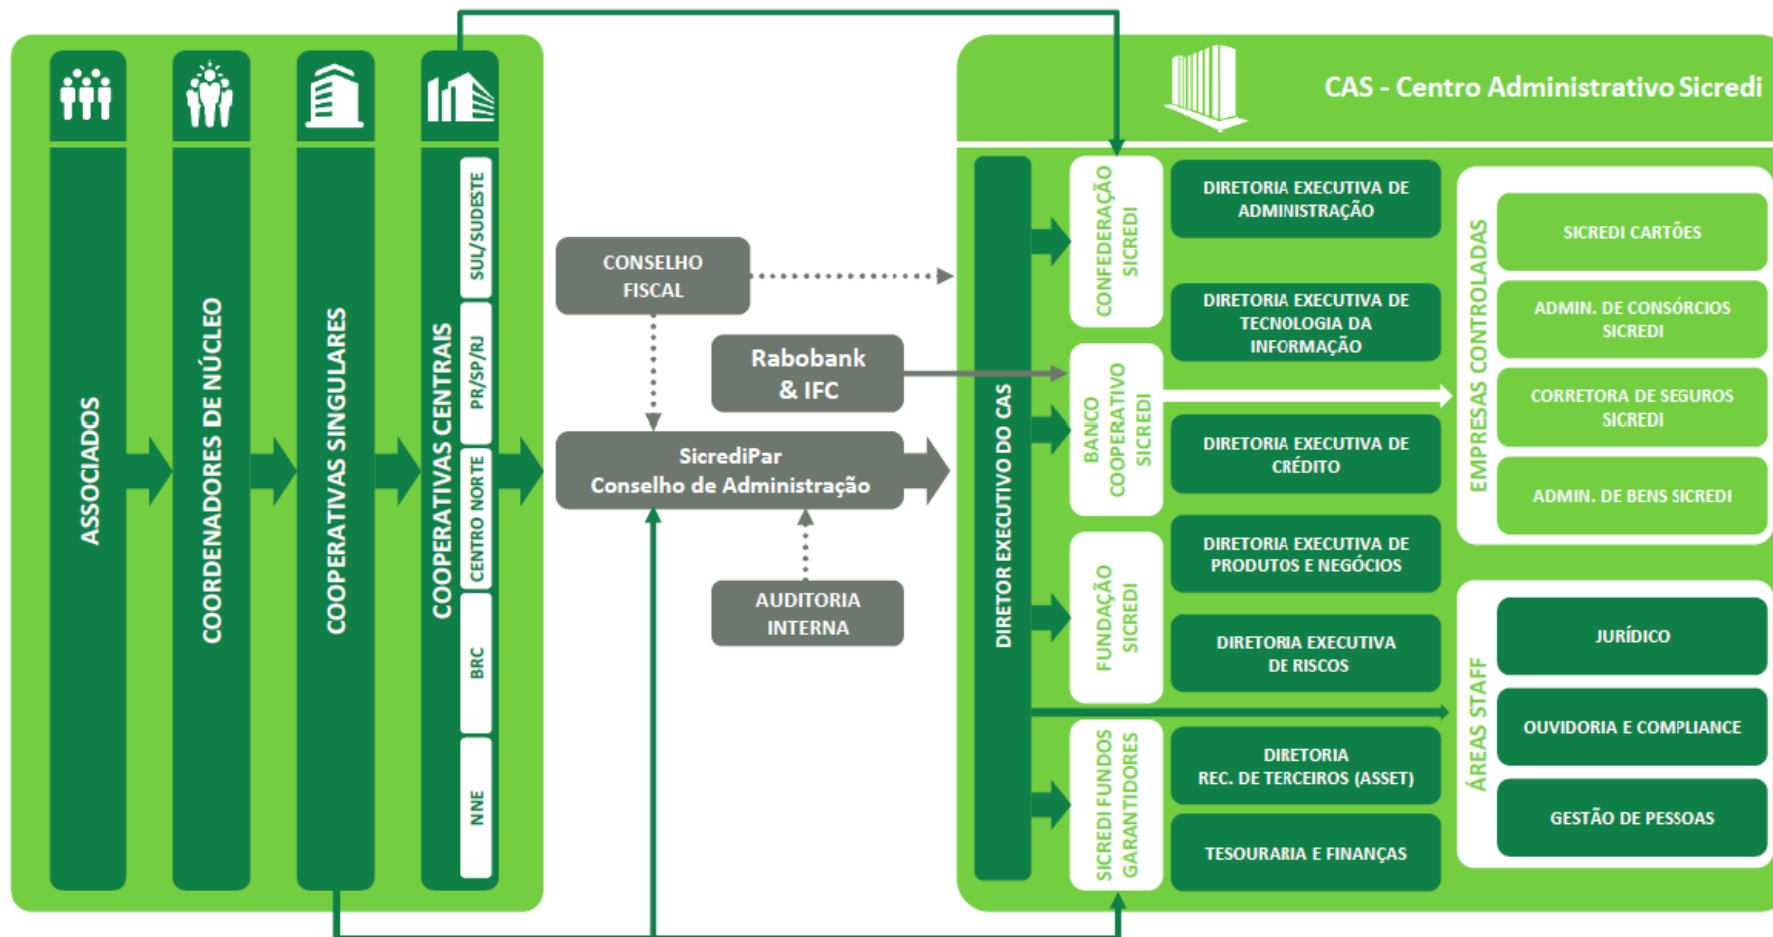 ASSOCIADOS
COORDENADORES DE NÚCLEO
COOPERATIVAS SINGULARES
COOPERATIVAS CENTRAIS
SUL/SUDESTE
PR/SP/RJ
CENTRO NORTE
BRC
NNE
CONSELHO
FISCAL
Rabobank
& IFC
SicrediPar
Conselho de Administração
AUDITORIA
INTERNA
CAS - Centro Administrativo Sicredi
DIRETOR EXECUTIVO DO CAS
CONFEDERAÇÃO
SICREDI
BANCO
COOPERATIVO
SICREDI
FUNDAÇÃO
SICREDI
SICREDI FUNDOS
GARANTIDORES
DIRETORIA EXECUTIVA DE
ADMINISTRAÇÃO
DIRETORIA EXECUTIVA DE
TECNOLOGIA DA
INFORMAÇÃO
DIRETORIA EXECUTIVA DE
CRÉDITO
DIRETORIA EXECUTIVA DE
PRODUTOS E NEGÓCIOS
DIRETORIA EXECUTIVA
DE RISCOS
DIRETORIA
REC. DE TERCEIROS (ASSET)
TESOURARIA E FINANÇAS
EMPRESAS CONTROLADAS
SICREDI CARTÕES
ADMIN. DE CONSÓRCIOS
SICREDI
CORRETORA DE SEGUROS
SICREDI
ADMIN. DE BENS SICREDI
ÁREAS STAFF
JURÍDICO
OUVIDORIA E COMPLIANCE
GESTÃO DE PESSOAS